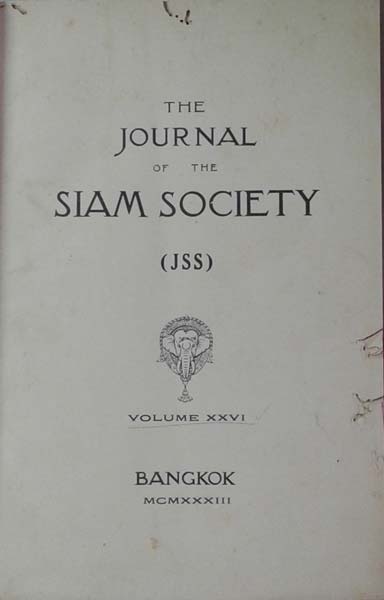 THE
JOURNAL
OF THE
SIAM SOCIETY
(JSS)
VOLUME XXVI
BANGKOK
MCMXXXIII